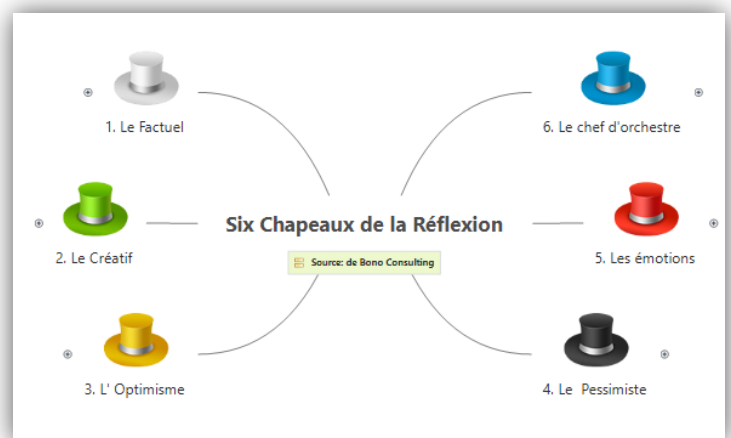 1. Le Factuel
6. Le chef d'orchestre
Six Chapeaux de la Réflexion
Source: de Bono Consulting
2. Le Créatif
5. Les émotions
3. L' Optimisme
4. Le Pessimiste